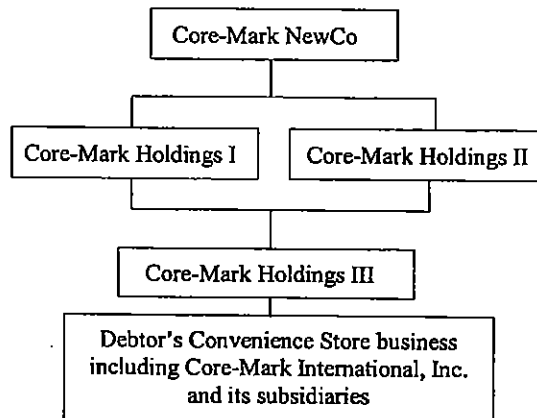 Core-Mark NewCo
Core-Mark Holdings I
Core-Mark Holdings II
Core-Mark Holdings III
Debtor's Convenience Store business
including Core-Mark International, Inc.
and its subsidiaries